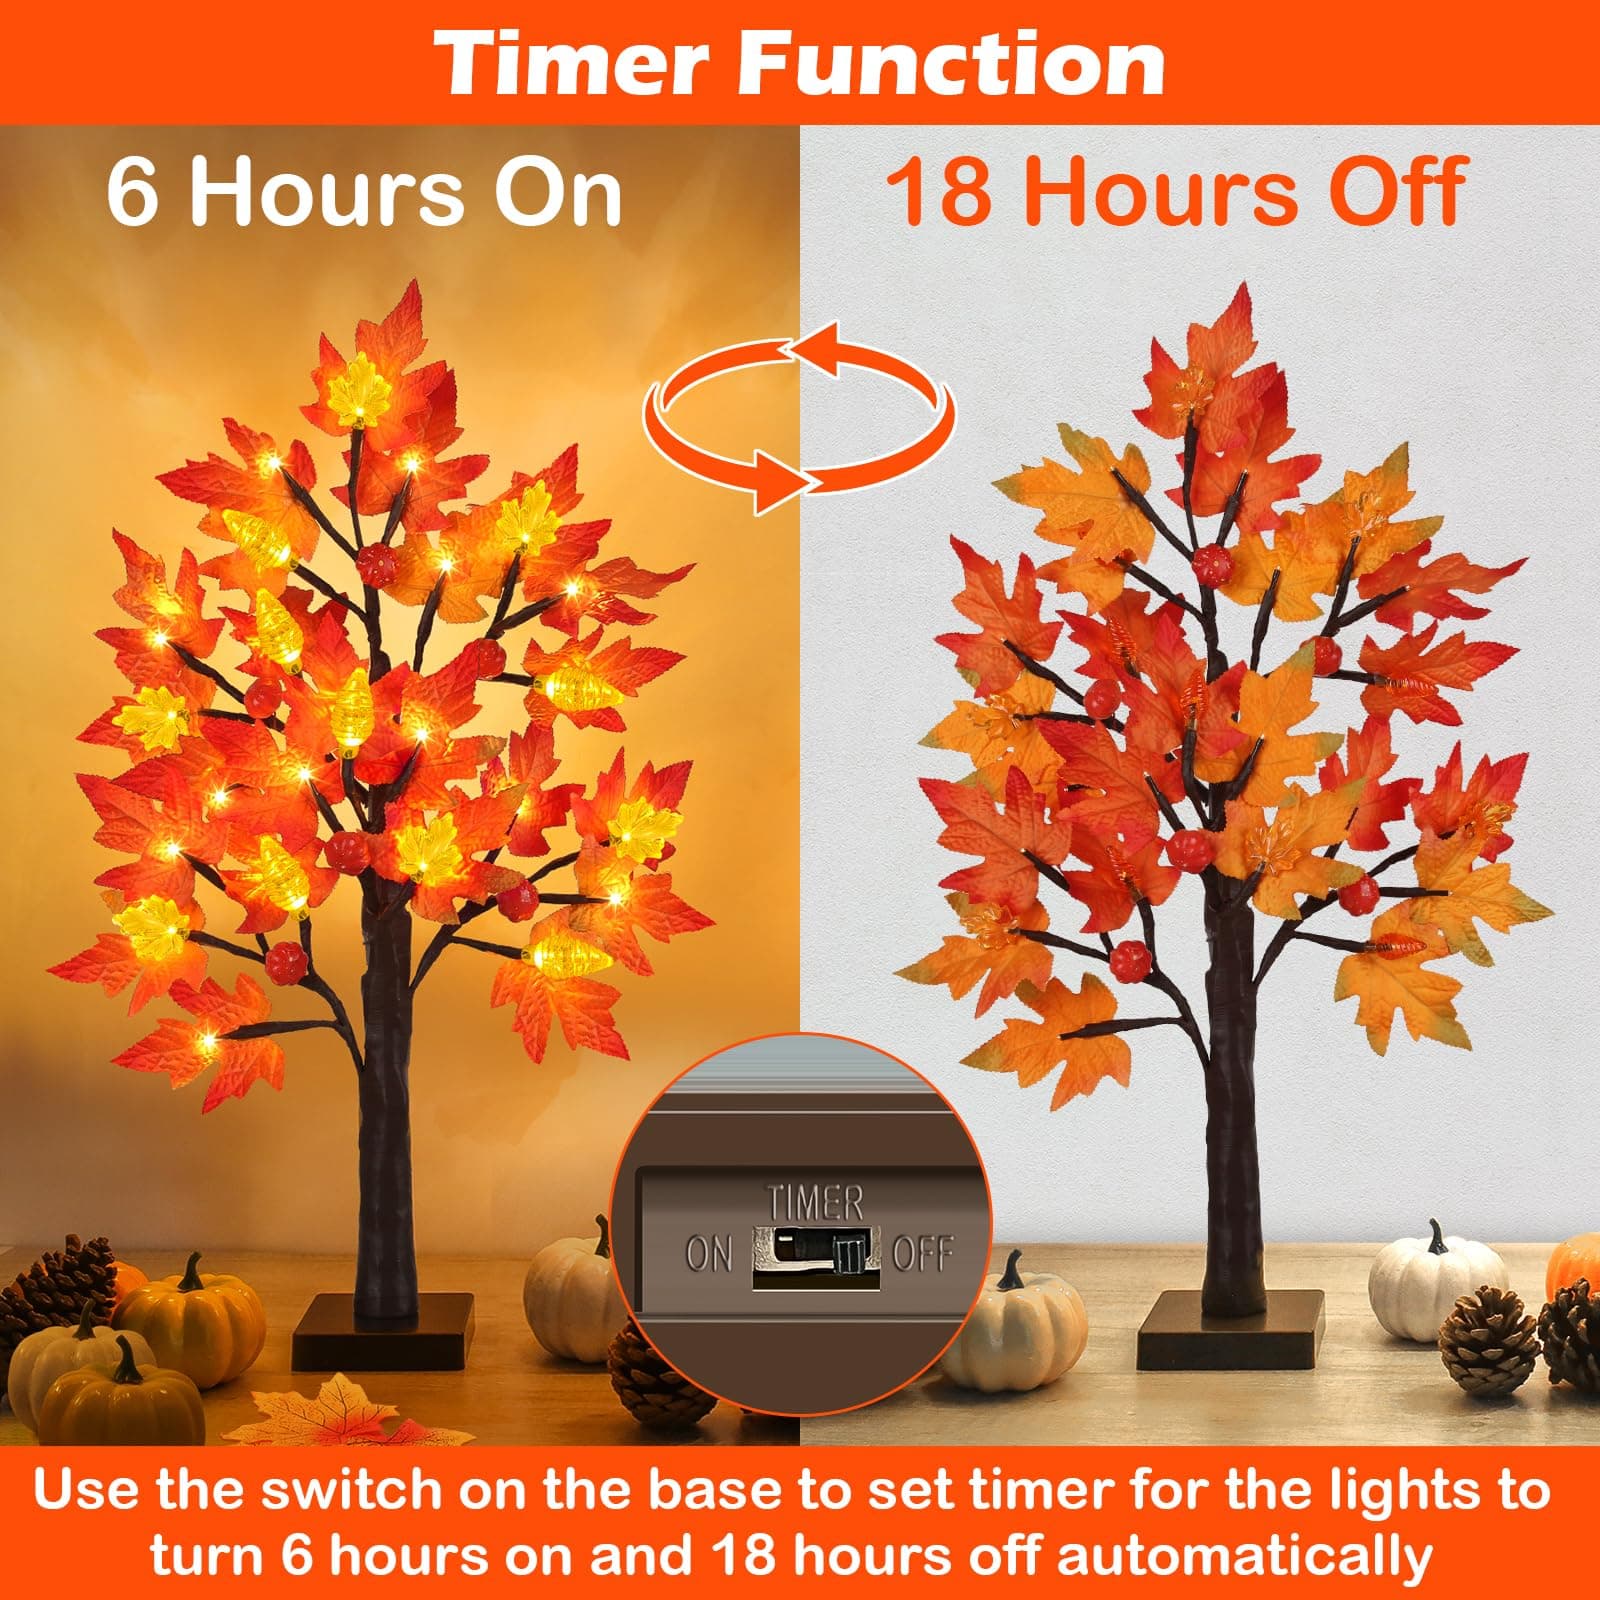 Timer Function
6 Hours On
18 Hours Off
TIMER
ON OFF
Use the switch on the base to set timer for the lights to
turn 6 hours on and 18 hours off automatically